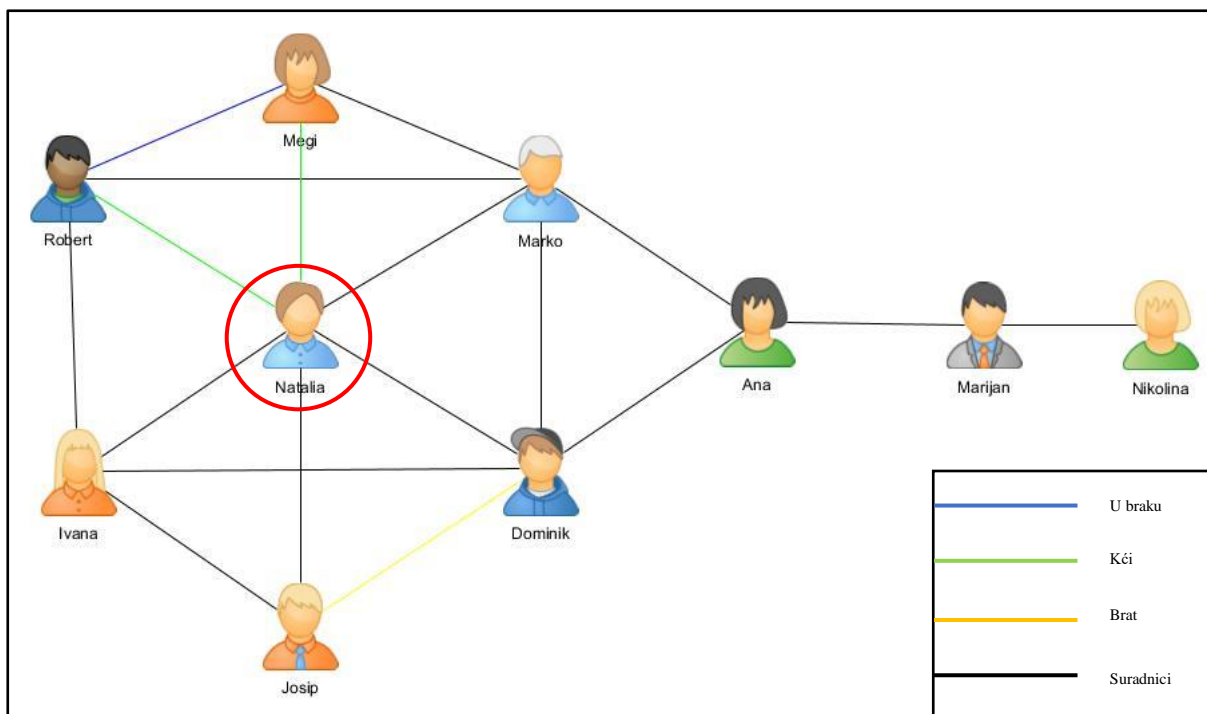 Megi
Robert
Marko
Natalia
Ana
Marijan
Nikolina
Ivana
Dominik
Josip
U braku
Kći
Brat
Suradnici